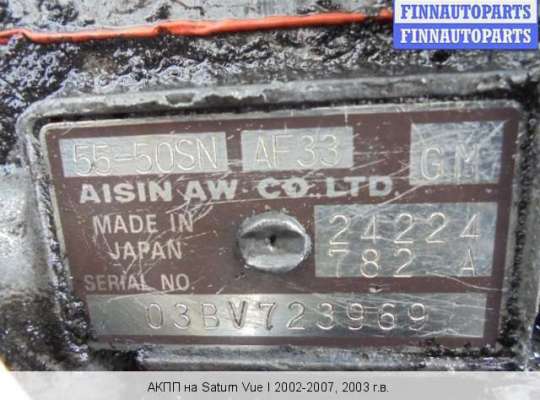 FINNAUTOPARTS
FINNAUTOPARTS
55-50SN AF33 GM
AISIN AW CO.LTD.
MADE IN
JAPAN
24224
782 A
SERIAL NO.
03BV723969
АКПП на Saturn Vue I 2002-2007, 2003 г.в.